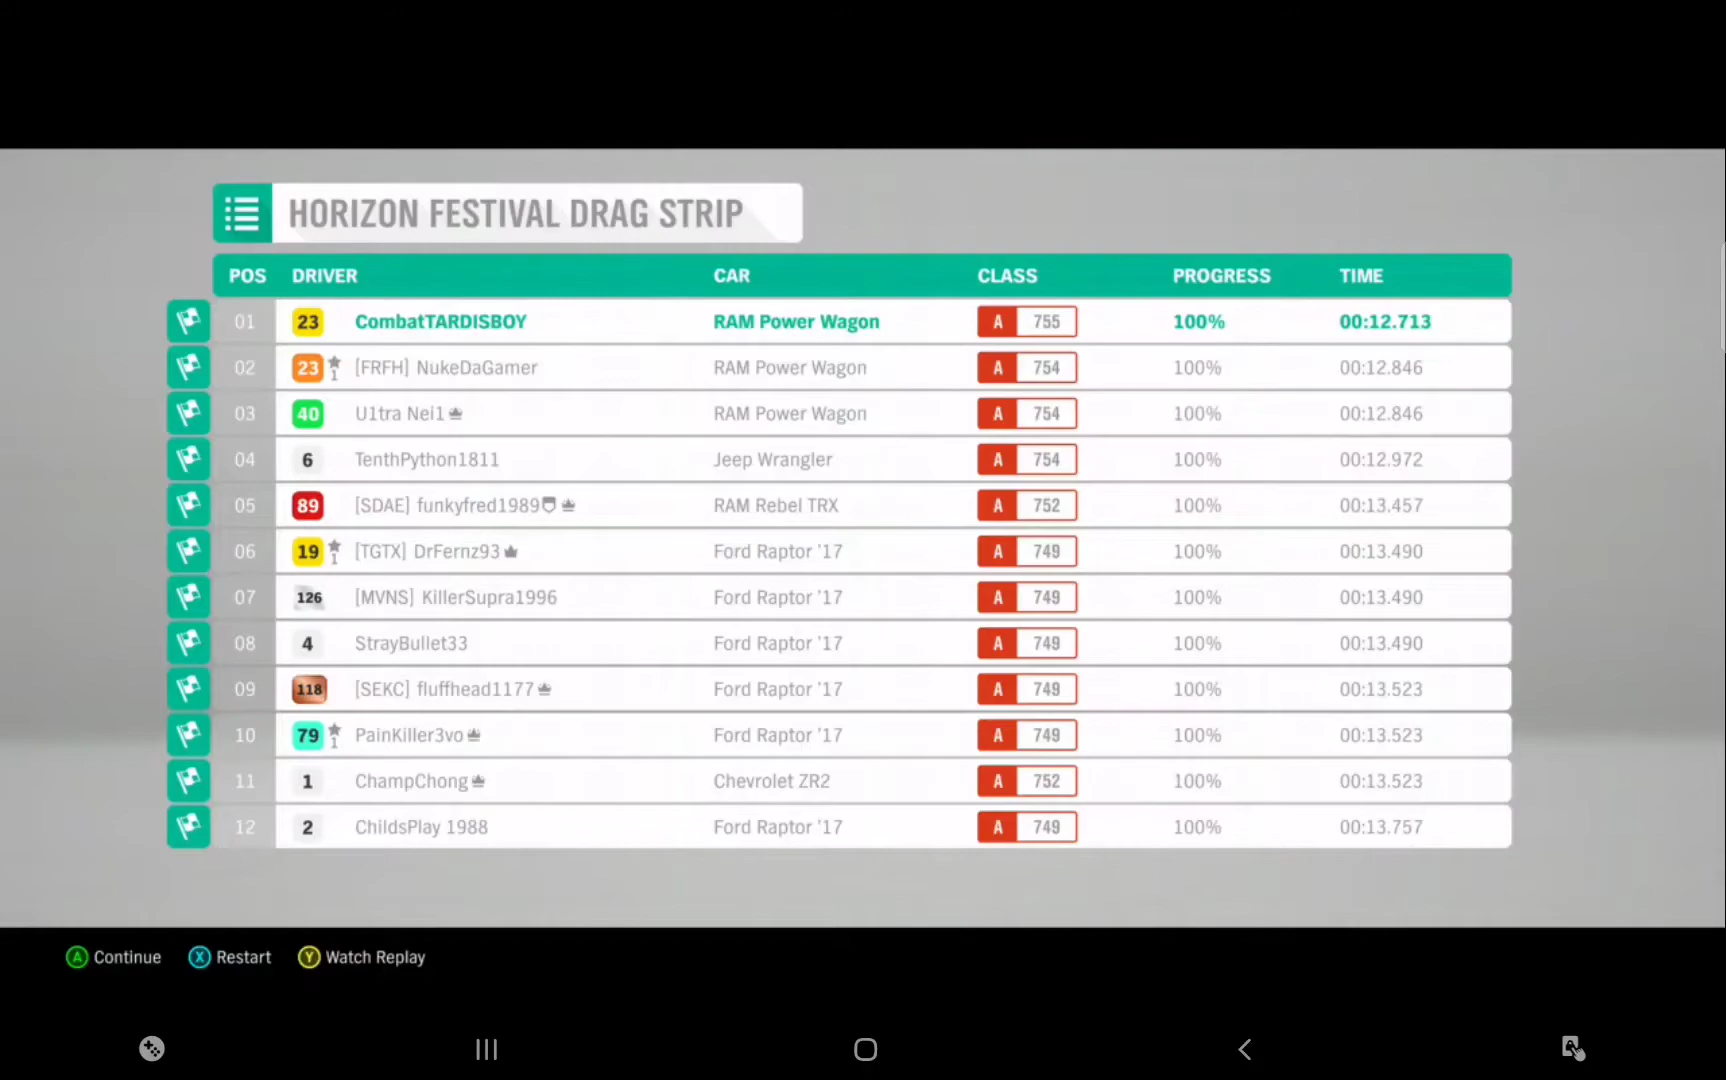 HORIZON FESTIVAL DRAG STRIP
POS DRIVER CAR CLASS PROGRESS TIME
01 23 CombatTARDISBOY RAM Power Wagon A 755 100% 00:12.713
02 23 1 [FRFH] NukeDaGamer RAM Power Wagon A 754 100% 00:12.846
03 40 U1tra Nei1 RAM Power Wagon A 754 100% 00:12.846
04 6 TenthPython1811 Jeep Wrangler A 754 100% 00:12.972
05 89 [SDAE] funkyfred1989 RAM Rebel TRX A 752 100% 00:13.457
06 19 1 [TGTX] DrFernz93 Ford Raptor '17 A 749 100% 00:13.490
07 126 [MVNS] KillerSupra1996 Ford Raptor '17 A 749 100% 00:13.490
08 4 StrayBullet33 Ford Raptor '17 A 749 100% 00:13.490
09 118 [SEKC] fluffhead1177 Ford Raptor '17 A 749 100% 00:13.523
10 79 1 PainKiller3vo Ford Raptor '17 A 749 100% 00:13.523
11 1 ChampChong Chevrolet ZR2 A 752 100% 00:13.523
12 2 ChildsPlay 1988 Ford Raptor '17 A 749 100% 00:13.757
A Continue X Restart Y Watch Replay